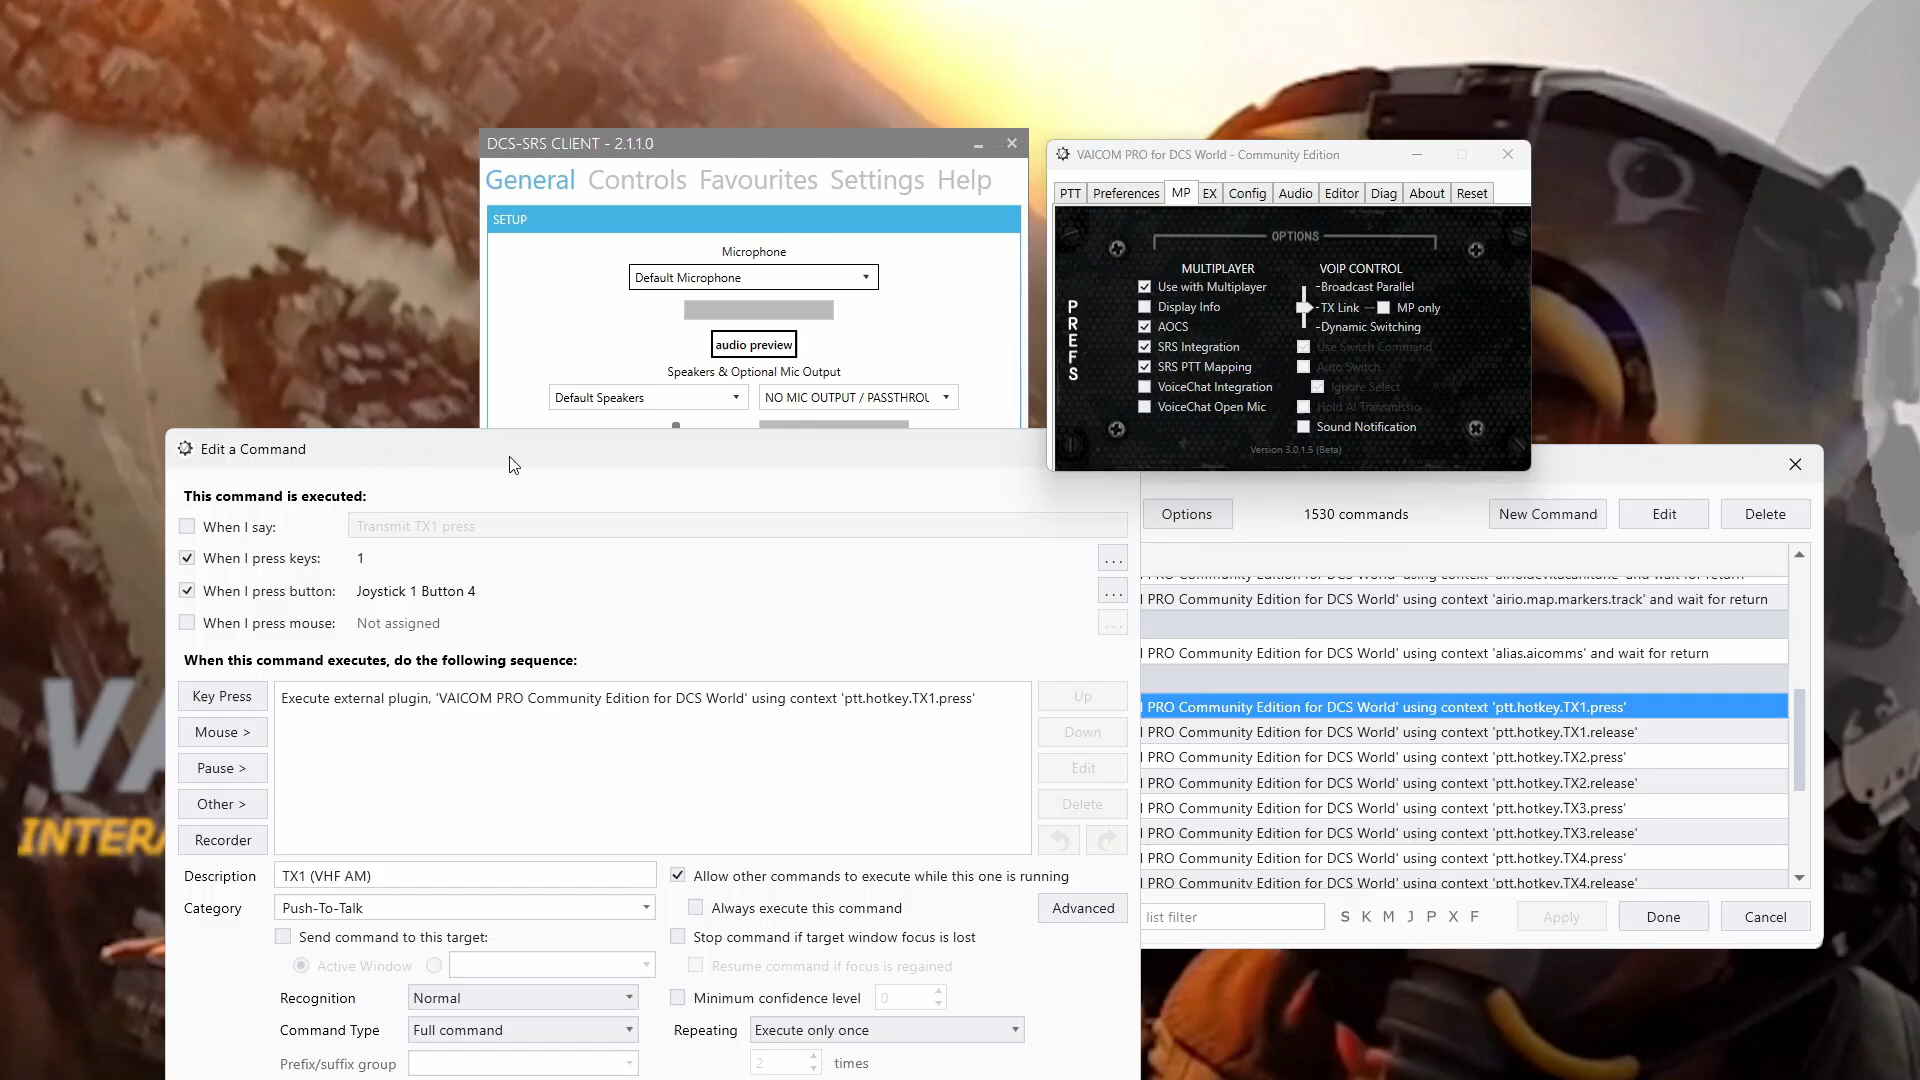 DCS-SRS CLIENT - 2.1.1.0
General Controls Favourites Settings Help
SETUP
Microphone
Default Microphone
audio preview
Speakers & Optional Mic Output
Default Speakers
NO MIC OUTPUT / PASSTHROU
VAICOM PRO for DCS World - Community Edition
PTT Preferences MP EX Config Audio Editor Diag About Reset
OPTIONS
PREFS
MULTIPLAYER
Use with Multiplayer
Display Info
AOCS
SRS Integration
SRS PTT Mapping
VoiceChat Integration
VoiceChat Open Mic
VOIP CONTROL
-Broadcast Parallel
-TX Link - MP only
-Dynamic Switching
Use Switch Command
Auto Switch
Ignore Select
Hold AI Transmissio
Sound Notification
Version 3.0.1.5 (Beta)
Edit a Command
This command is executed:
When I say: Transmit TX1 press
When I press keys: 1 ...
When I press button: Joystick 1 Button 4 ...
When I press mouse: Not assigned ...
When this command executes, do the following sequence:
Key Press
Mouse >
Pause >
Other >
Recorder
Execute external plugin, 'VAICOM PRO Community Edition for DCS World' using context 'ptt.hotkey.TX1.press'
Up
Down
Edit
Delete
Description TX1 (VHF AM)
Category Push-To-Talk
Send command to this target:
Active Window
Recognition Normal
Command Type Full command
Prefix/suffix group
Allow other commands to execute while this one is running
Always execute this command
Advanced
Stop command if target window focus is lost
Resume command if focus is regained
Minimum confidence level 0
Repeating Execute only once
2 times
Options 1530 commands New Command Edit Delete
PRO Community Edition for DCS World' using context 'airio.map.markers.track' and wait for return
PRO Community Edition for DCS World' using context 'alias.aicomms' and wait for return
PRO Community Edition for DCS World' using context 'ptt.hotkey.TX1.press'
PRO Community Edition for DCS World' using context 'ptt.hotkey.TX1.release'
PRO Community Edition for DCS World' using context 'ptt.hotkey.TX2.press'
PRO Community Edition for DCS World' using context 'ptt.hotkey.TX2.release'
PRO Community Edition for DCS World' using context 'ptt.hotkey.TX3.press'
PRO Community Edition for DCS World' using context 'ptt.hotkey.TX3.release'
PRO Community Edition for DCS World' using context 'ptt.hotkey.TX4.press'
PRO Community Edition for DCS World' using context 'ptt.hotkey.TX4.release'
list filter S K M J P X F Apply Done Cancel
VA
INTERA